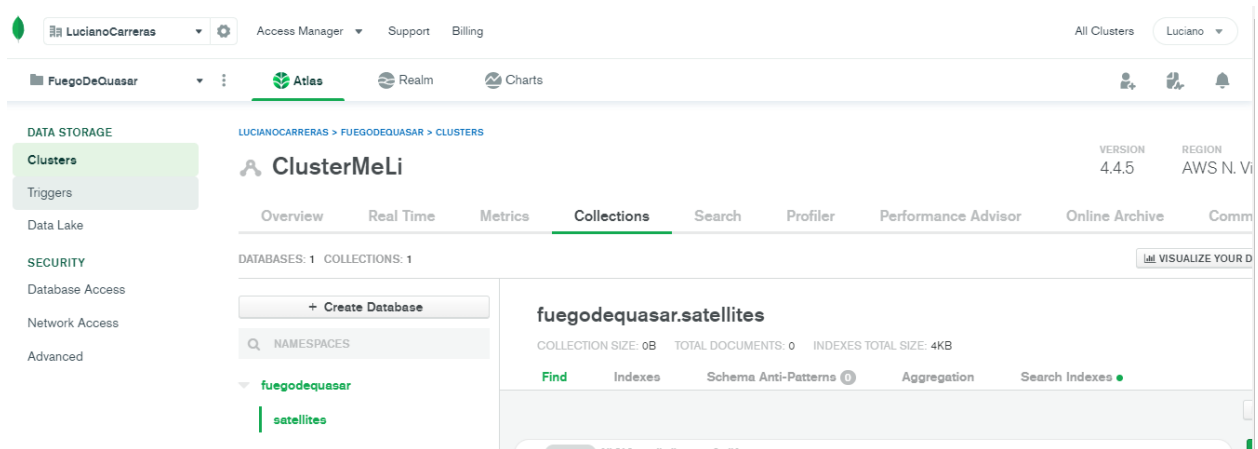 LucianoCarreras Access Manager Support Billing All Clusters Luciano
FuegoDeQuasar Atlas Realm Charts
DATA STORAGE
Clusters
Triggers
Data Lake
SECURITY
Database Access
Network Access
Advanced
LUCIANOCARRERAS > FUEGODEQUASAR > CLUSTERS
ClusterMeLi
VERSION
4.4.5
REGION
AWS N. Vi
Overview Real Time Metrics Collections Search Profiler Performance Advisor Online Archive Comm
DATABASES: 1 COLLECTIONS: 1
VISUALIZE YOUR D
+ Create Database
NAMESPACES
fuegodequasar
satellites
fuegodequasar.satellites
COLLECTION SIZE: 0B TOTAL DOCUMENTS: 0 INDEXES TOTAL SIZE: 4KB
Find Indexes Schema Anti-Patterns 0 Aggregation Search Indexes